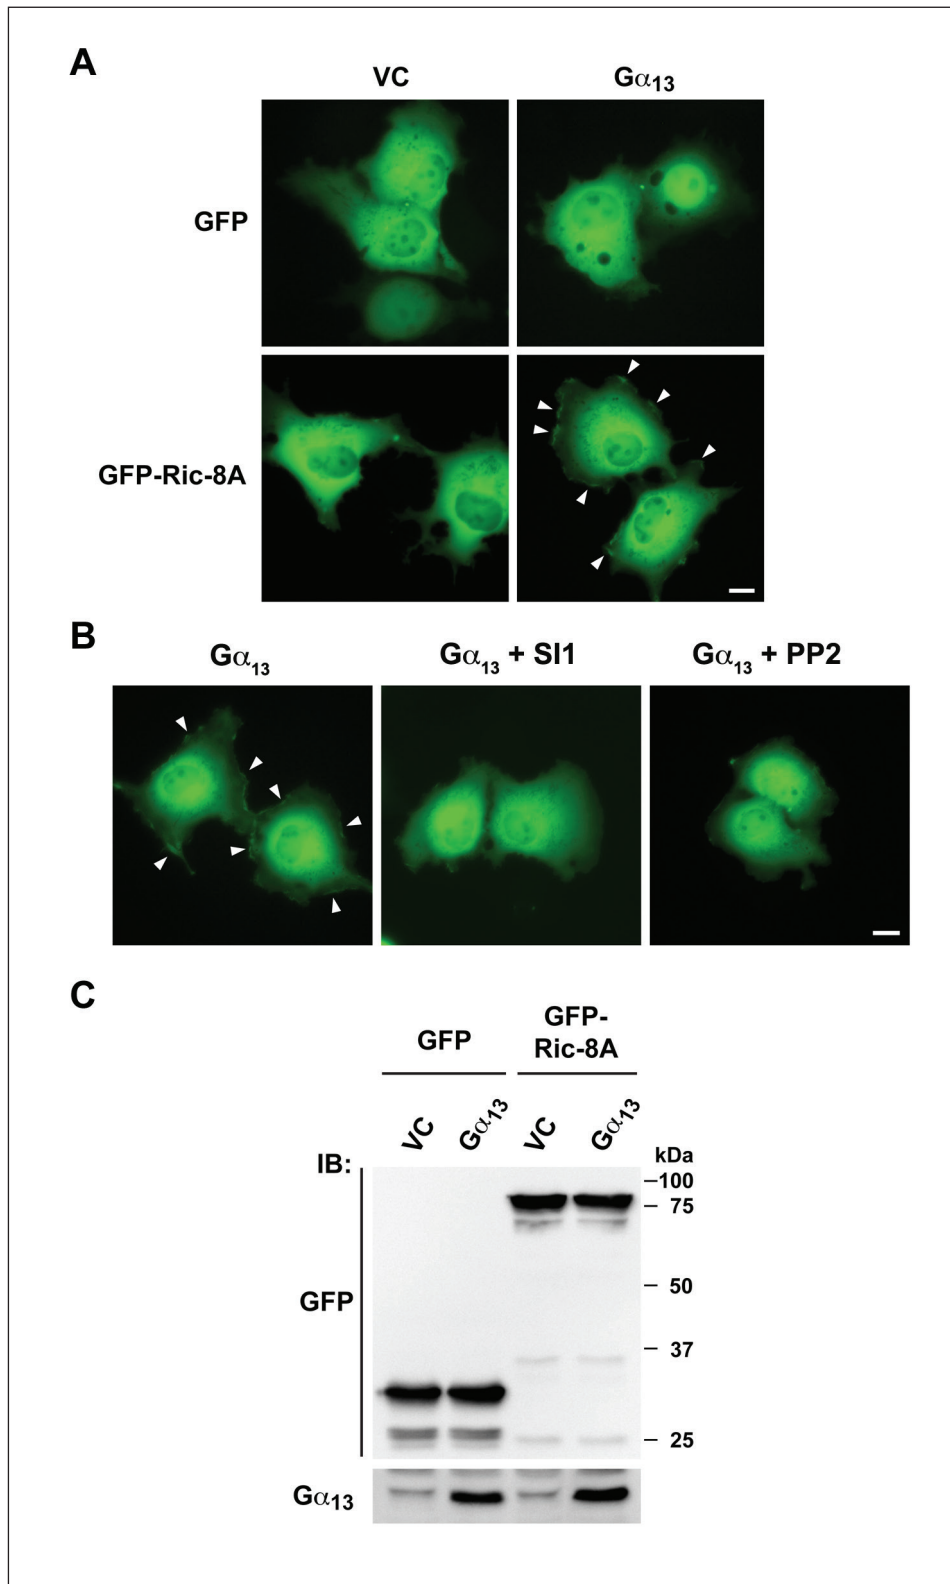 A
VC Gα13
GFP
GFP-Ric-8A
B
Gα13 Gα13 + SI1 Gα13 + PP2
C
GFP GFP-
Ric-8A
VC Gα13 VC Gα13
IB: kDa
100
75
50
GFP
37
25
Gα13